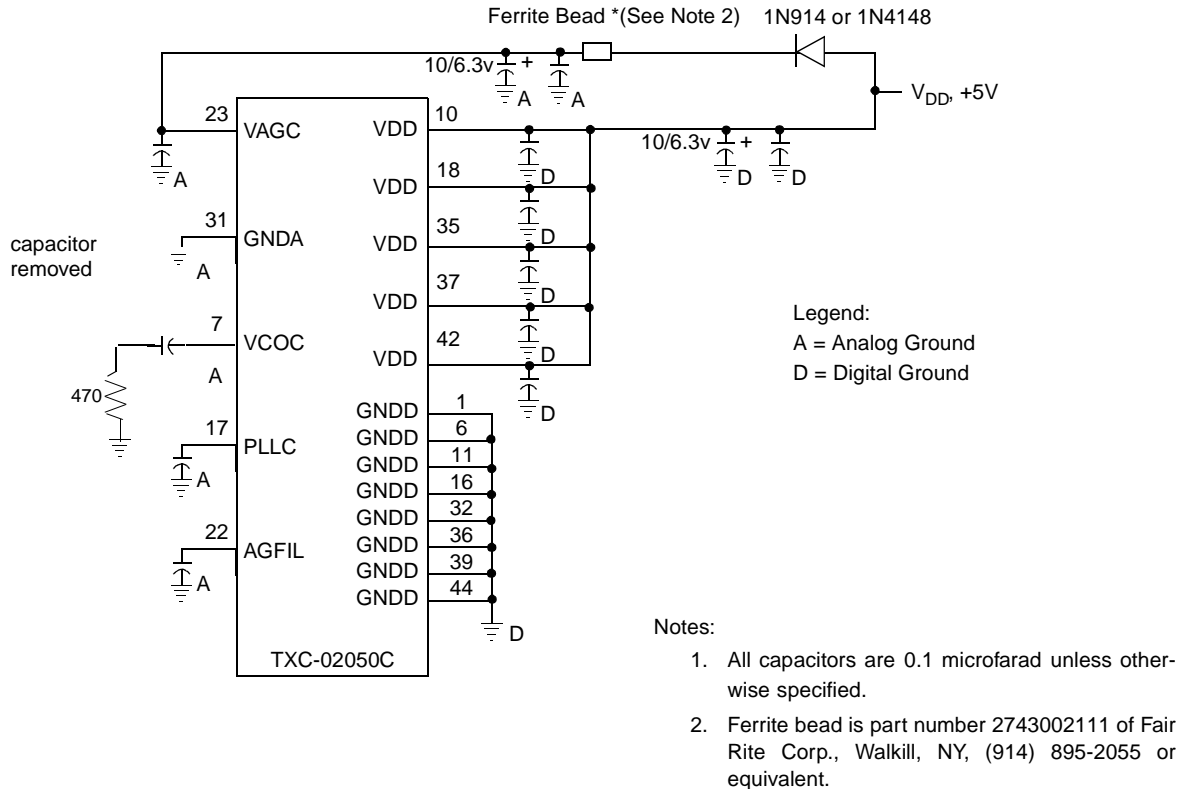 Ferrite Bead *(See Note 2) 1N914 or 1N4148
10/6.3v + A A
VDD, +5V
23 VAGC VDD 10
10/6.3v +
A D D D
VDD 18
D
31 GNDA VDD 35
capacitor
removed
A D
VDD 37
D
7 VCOC VDD 42
A D
470
Legend:
A = Analog Ground
D = Digital Ground
GNDD 1
17 PLLC GNDD 6
A GNDD 11
GNDD 16
GNDD 32
22 AGFIL GNDD 36
A GNDD 39
GNDD 44
D
TXC-02050C
Notes:
1. All capacitors are 0.1 microfarad unless other-
wise specified.
2. Ferrite bead is part number 2743002111 of Fair
Rite Corp., Walkill, NY, (914) 895-2055 or
equivalent.